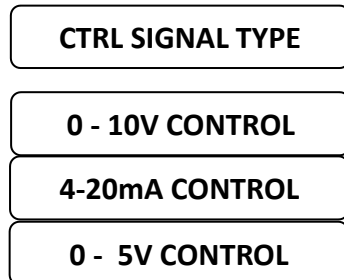 CTRL SIGNAL TYPE
0 - 10V CONTROL
4-20mA CONTROL
0 - 5V CONTROL